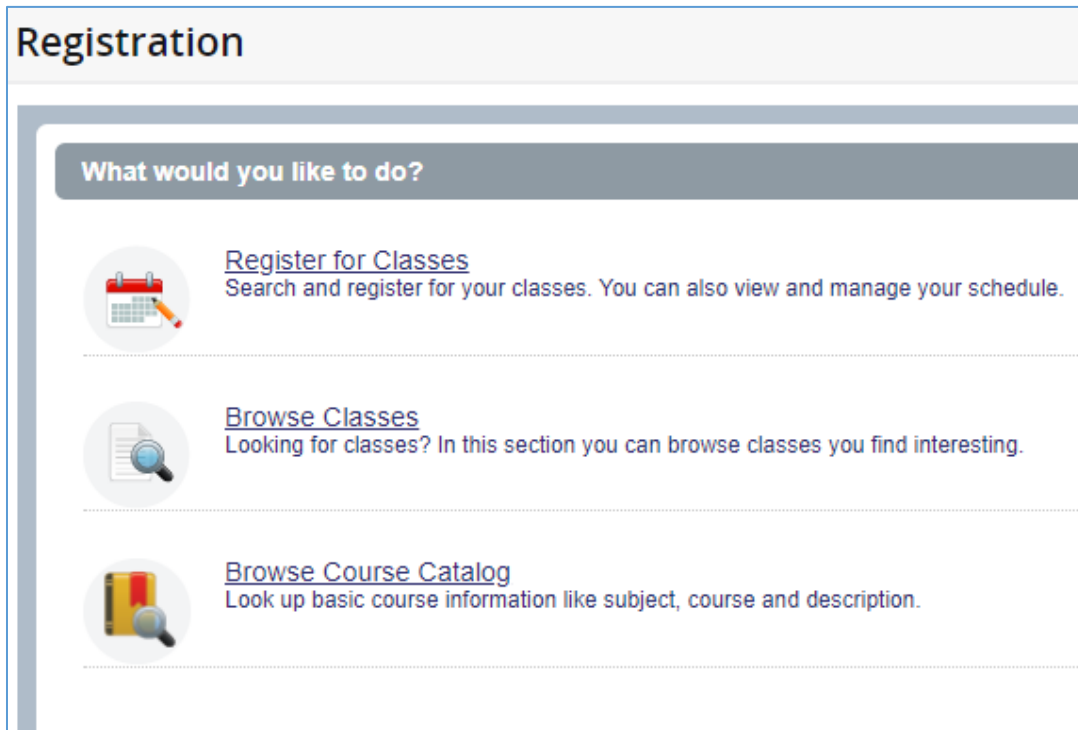 Registration
What would you like to do?
Register for Classes
Search and register for your classes. You can also view and manage your schedule.
Browse Classes
Looking for classes? In this section you can browse classes you find interesting.
Browse Course Catalog
Look up basic course information like subject, course and description.